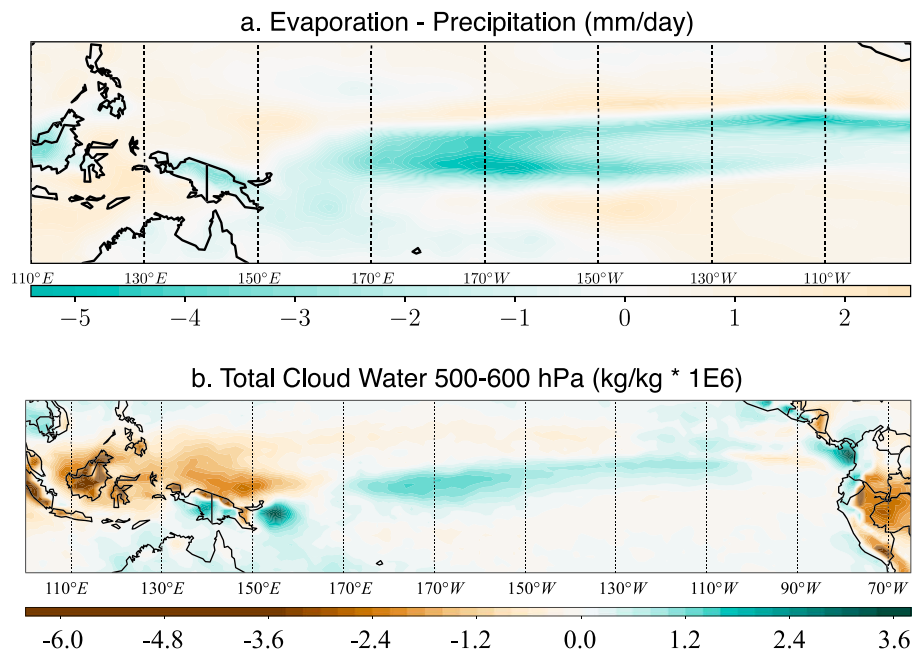 a. Evaporation - Precipitation (mm/day)
110°E 130°E 150°E 170°E 170°W 150°W 130°W 110°W
−5 −4 −3 −2 −1 0 1 2
b. Total Cloud Water 500-600 hPa (kg/kg * 1E6)
110°E 130°E 150°E 170°E 170°W 150°W 130°W 110°W 90°W 70°W
-6.0 -4.8 -3.6 -2.4 -1.2 0.0 1.2 2.4 3.6